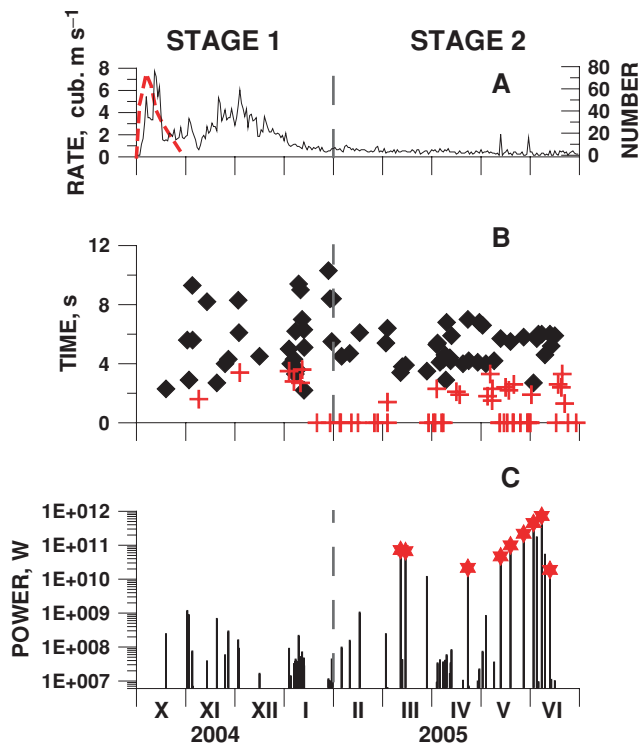 STAGE 1 STAGE 2
A
RATE, cub. m s⁻¹
8
6
4
2
0
80
60
40
20
0
NUMBER
B
TIME, s
12
8
4
0
C
POWER, W
1E+012
1E+011
1E+010
1E+009
1E+008
1E+007
X XI XII I II III IV V VI
2004 2005